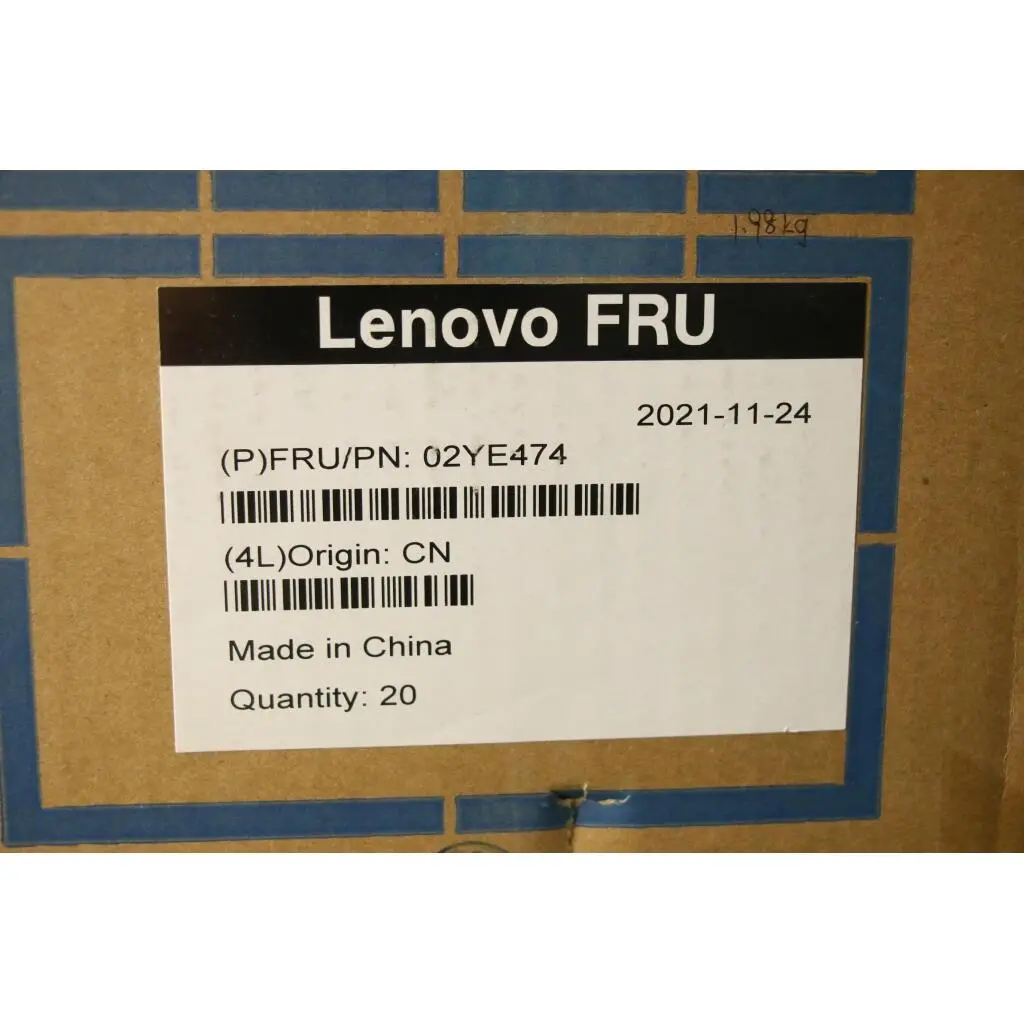 1.98kg
Lenovo FRU
2021-11-24
(P)FRU/PN: 02YE474
(4L)Origin: CN
Made in China
Quantity: 20